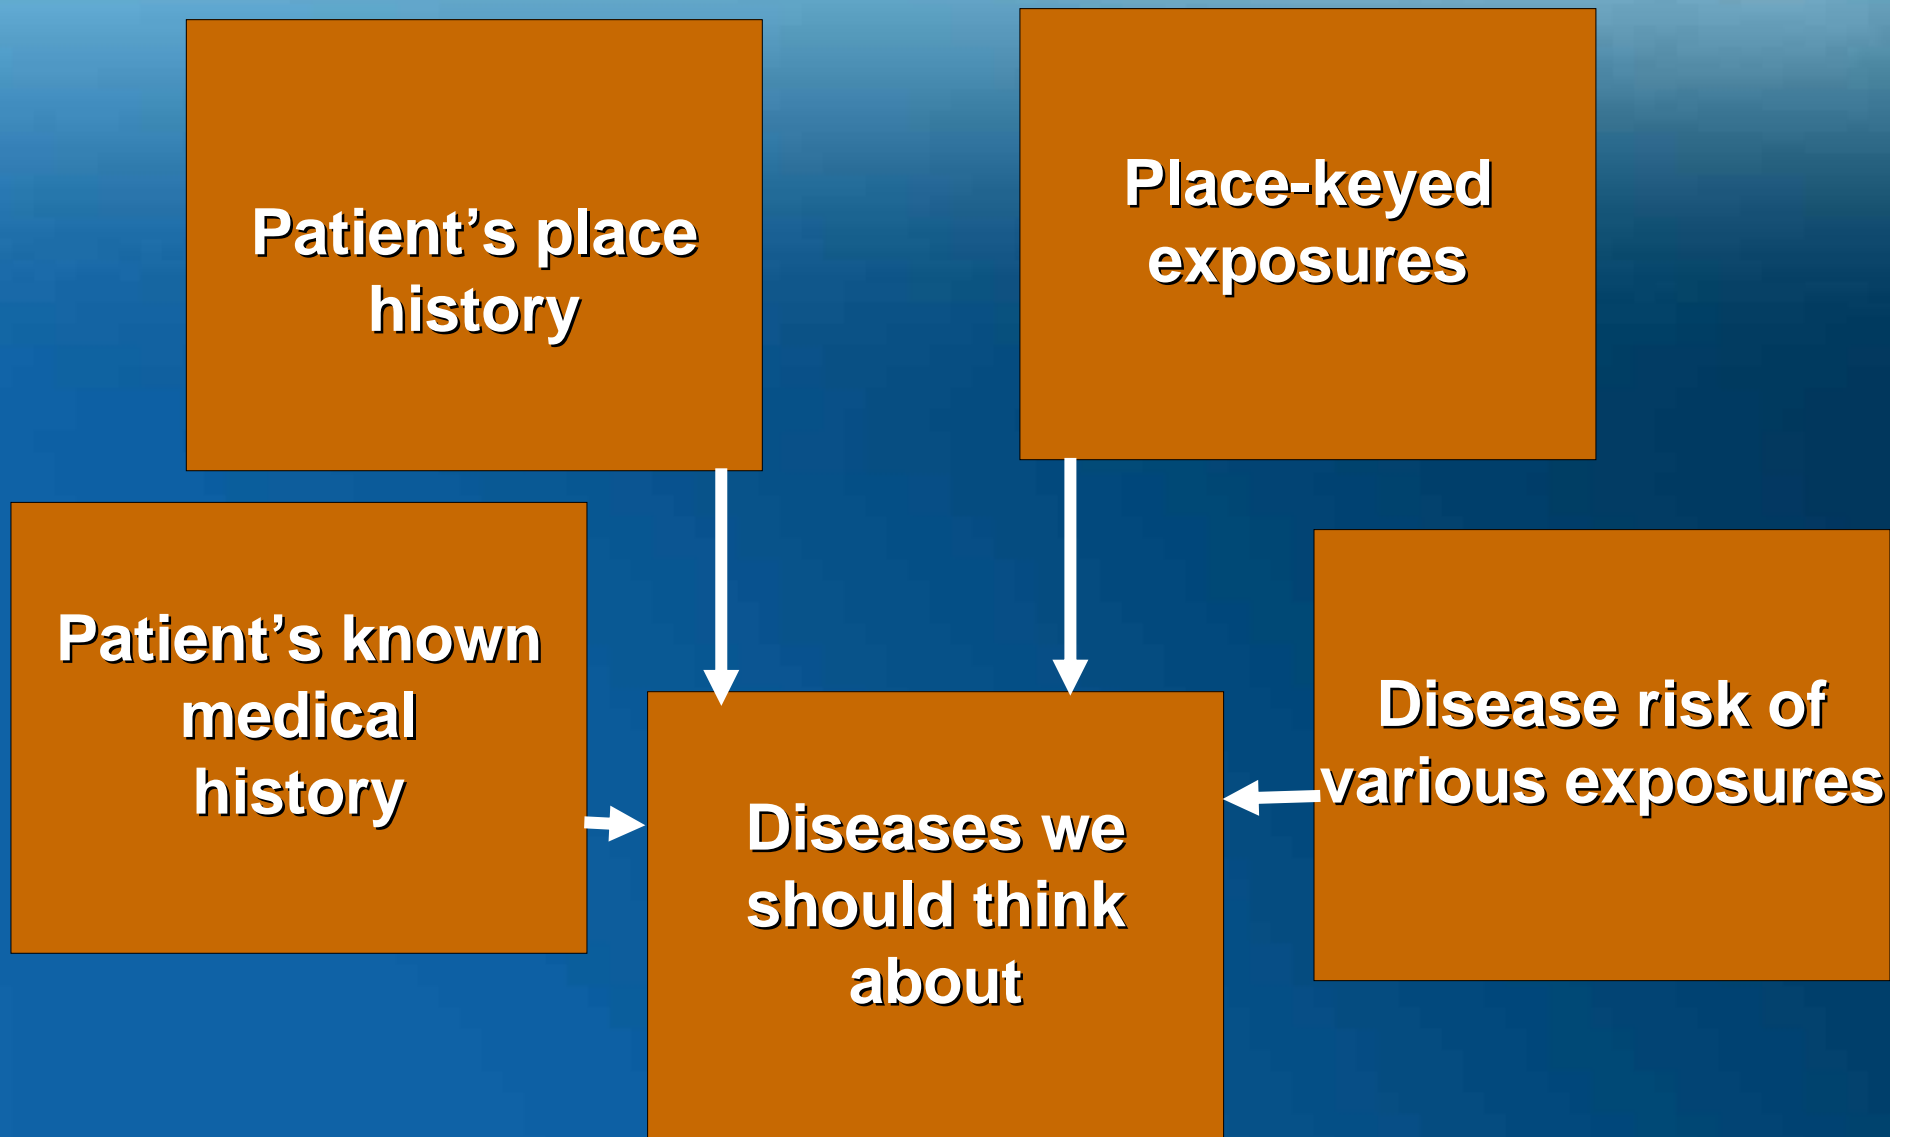 Patient’s place
history
Place-keyed
exposures
Patient’s known
medical
history
Disease risk of
various exposures
Diseases we
should think
about